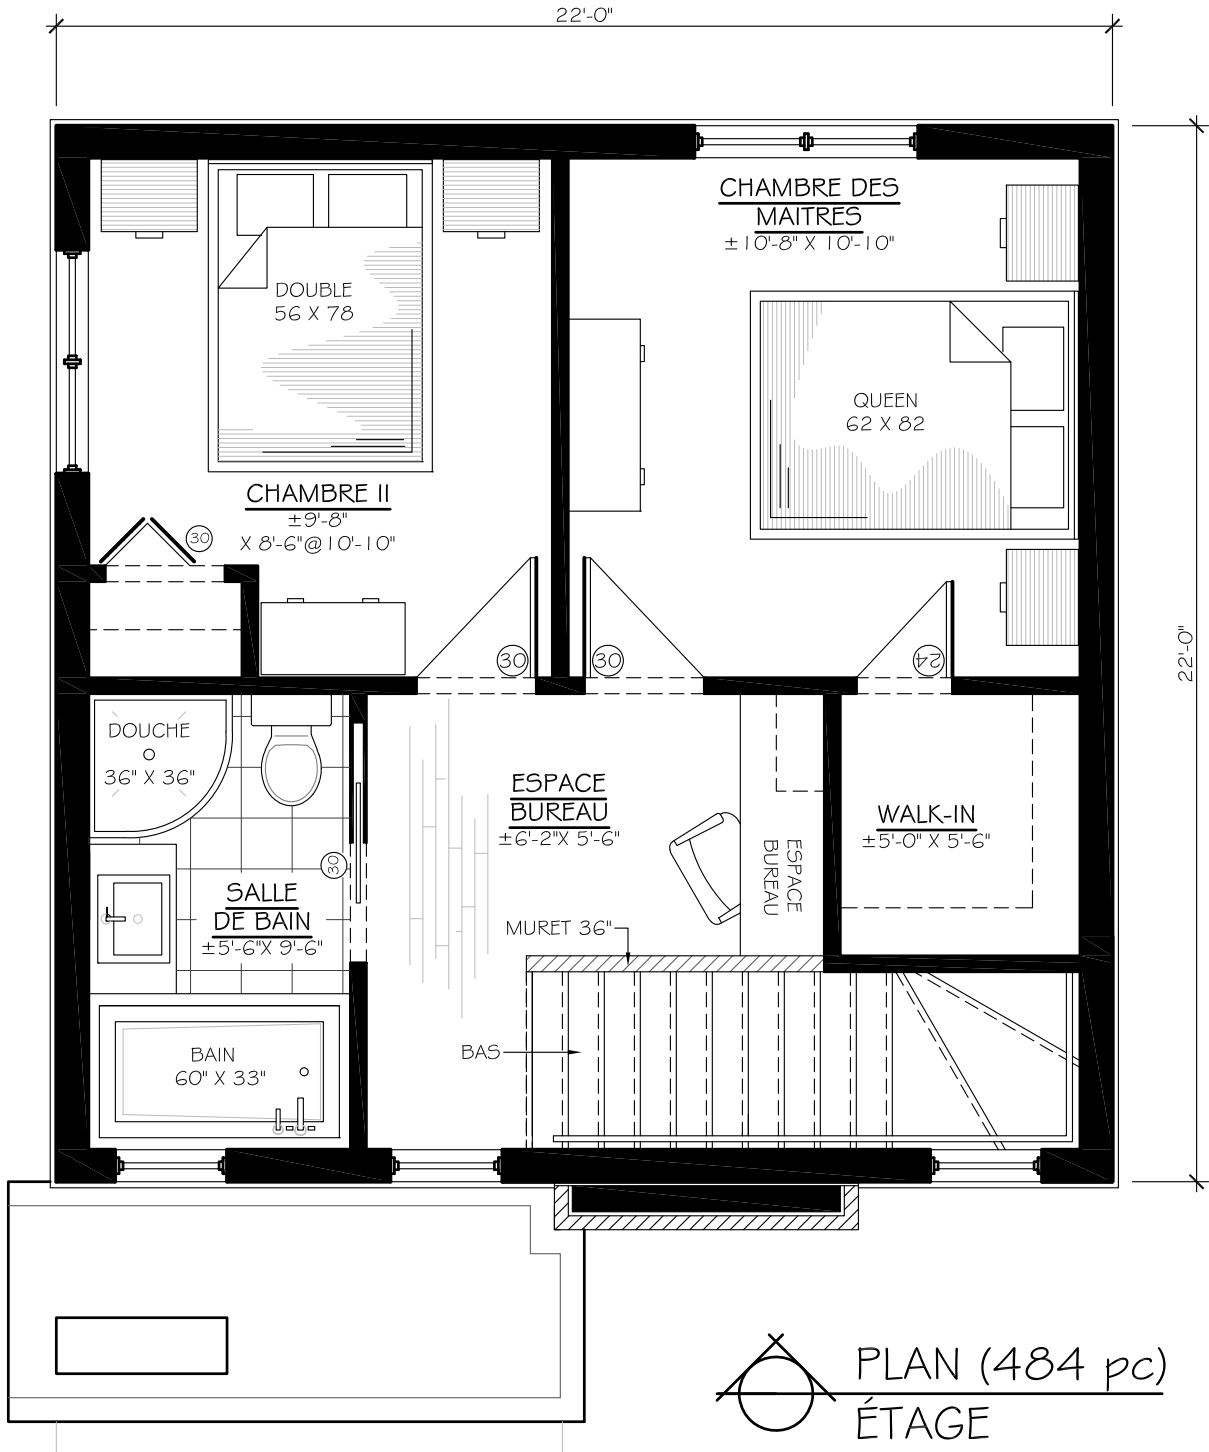 22'-0"
CHAMBRE DES
MAITRES
±10'-8" X 10'-10"
DOUBLE
56 X 78
QUEEN
62 X 82
CHAMBRE II
±9'-8"
X 8'-6"@10'-10"
30
30
30
24
22'-0"
DOUCHE
36" X 36"
ESPACE
BUREAU
±6'-2"X 5'-6"
WALK-IN
±5'-0" X 5'-6"
ESPACE
BUREAU
30
SALLE
DE BAIN
±5'-6"X 9'-6"
MURET 36"
BAS
BAIN
60" X 33"
PLAN (484 pc)
ÉTAGE